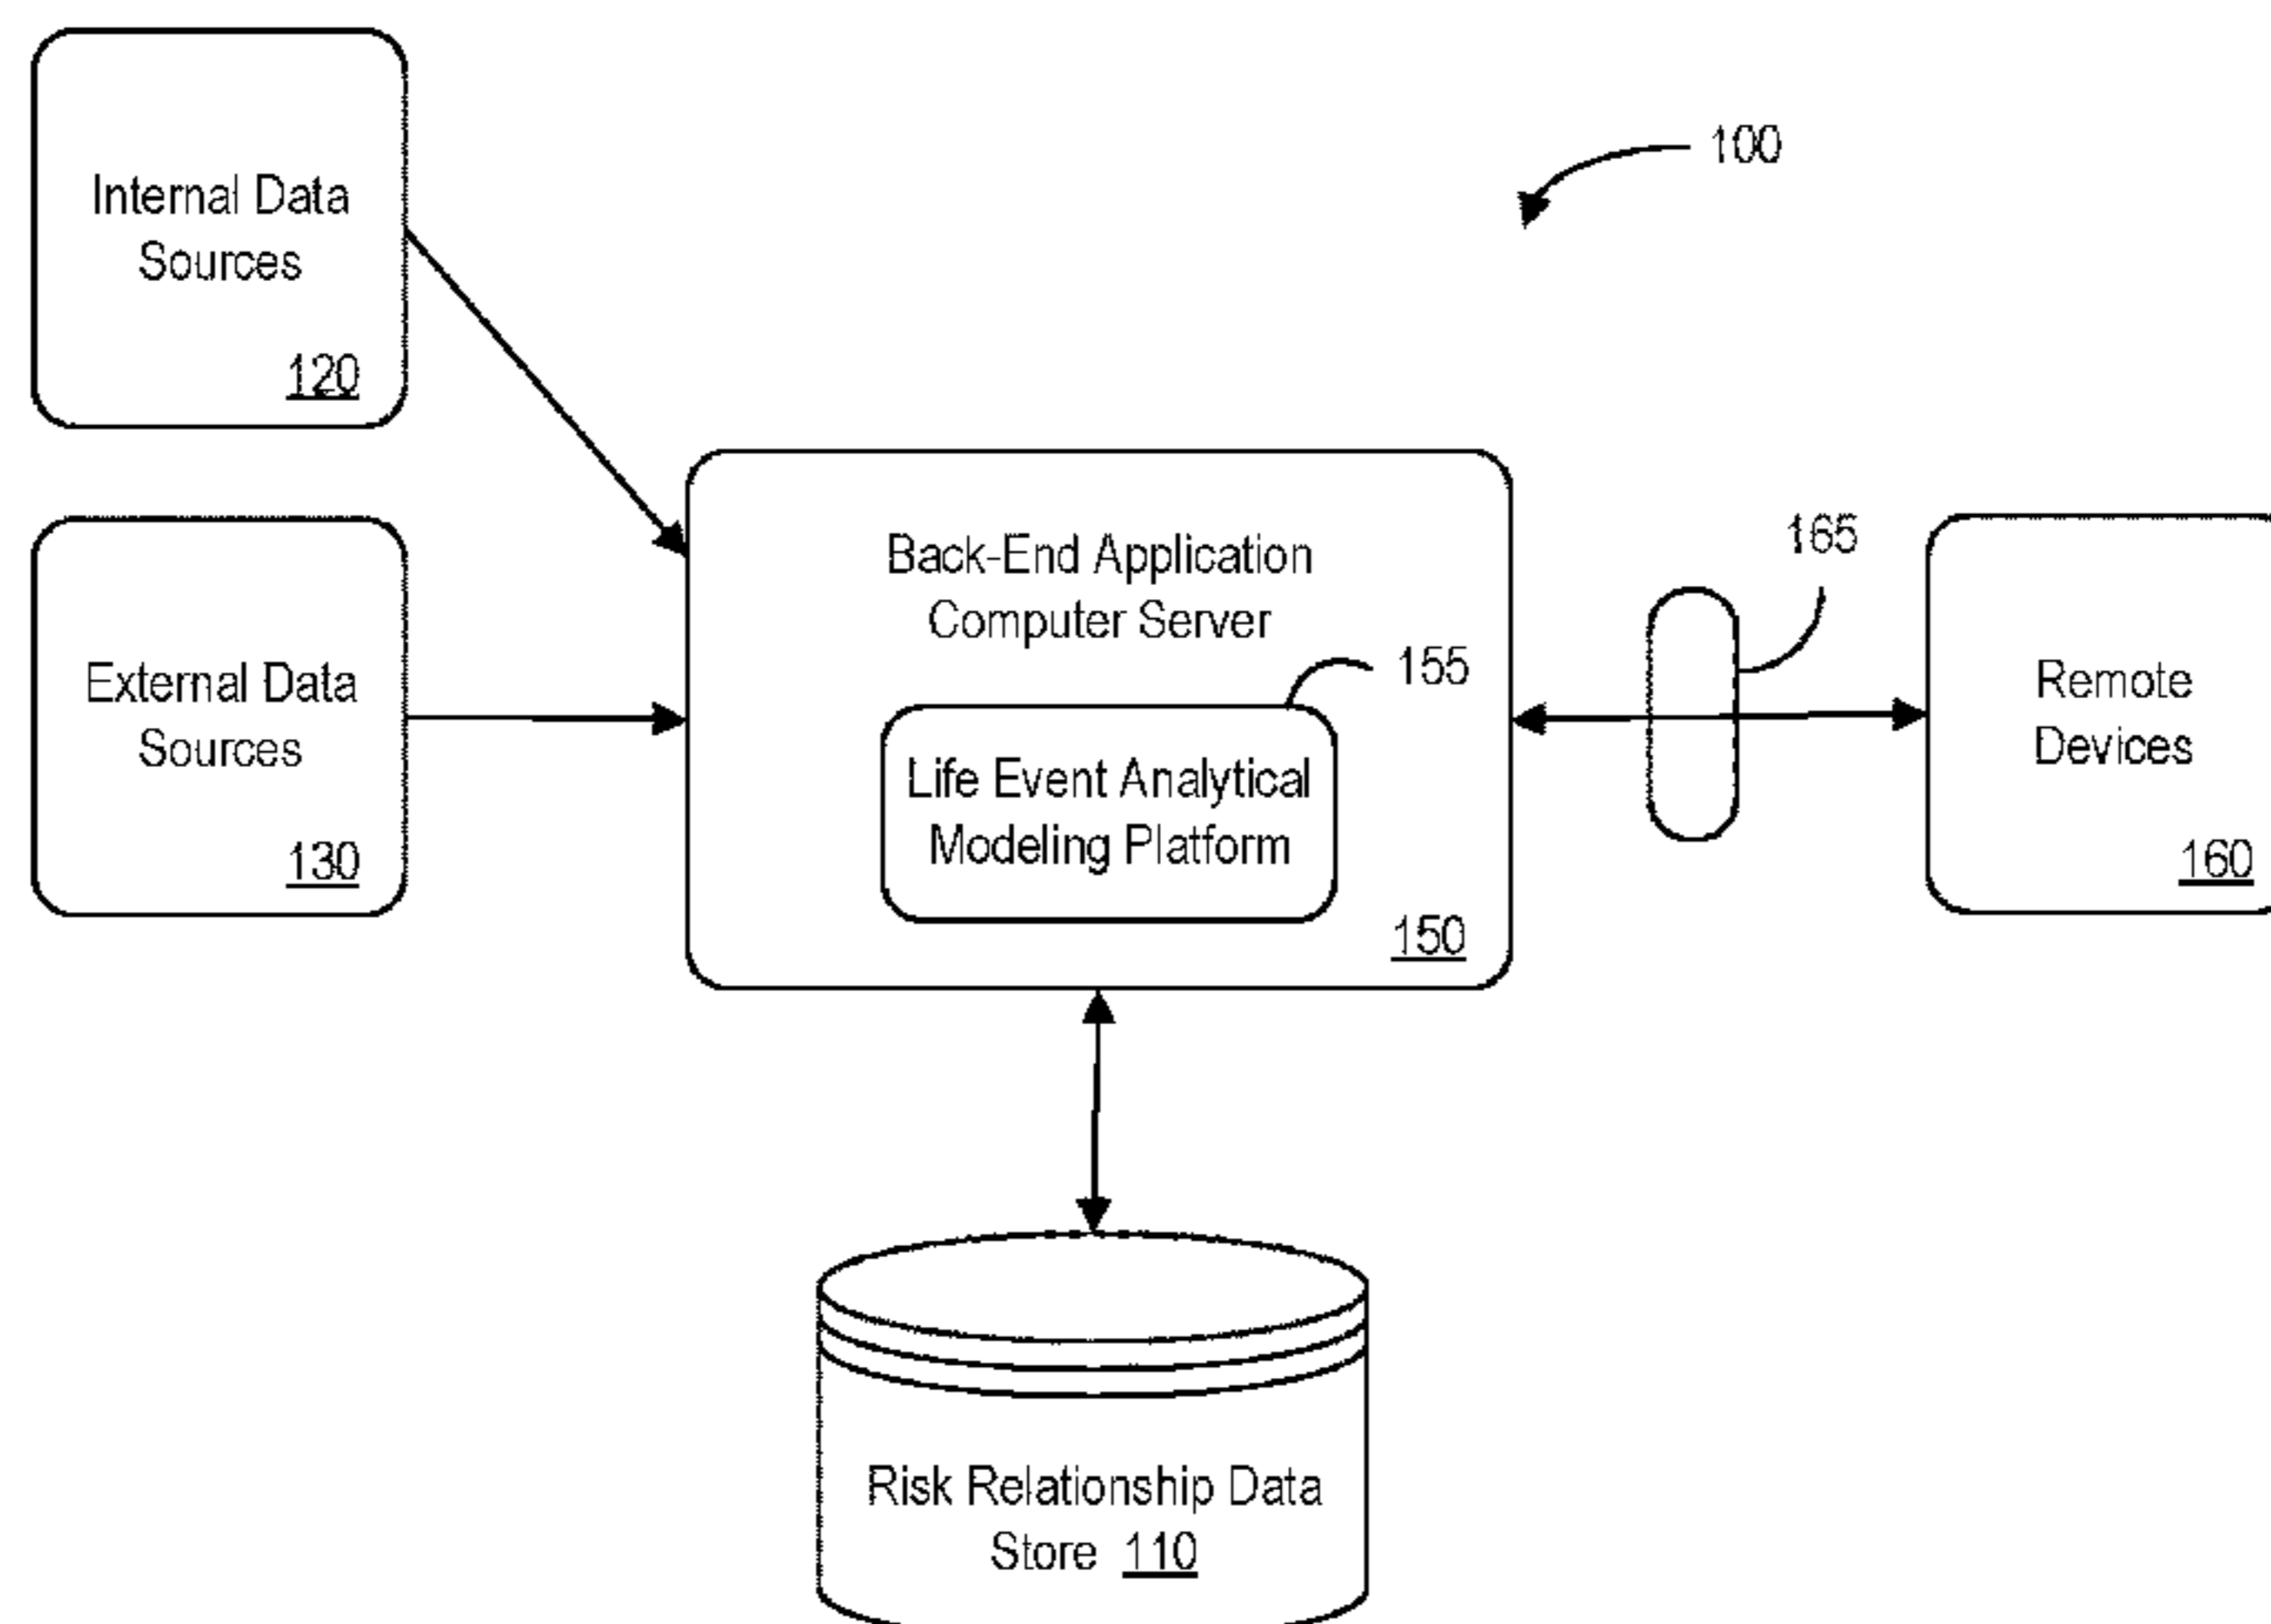 Internal Data
Sources
120
100
External Data
Sources
130
Back-End Application
Computer Server
155
Life Event Analytical
Modeling Platform
150
165
Remote
Devices
160
Risk Relationship Data
Store 110